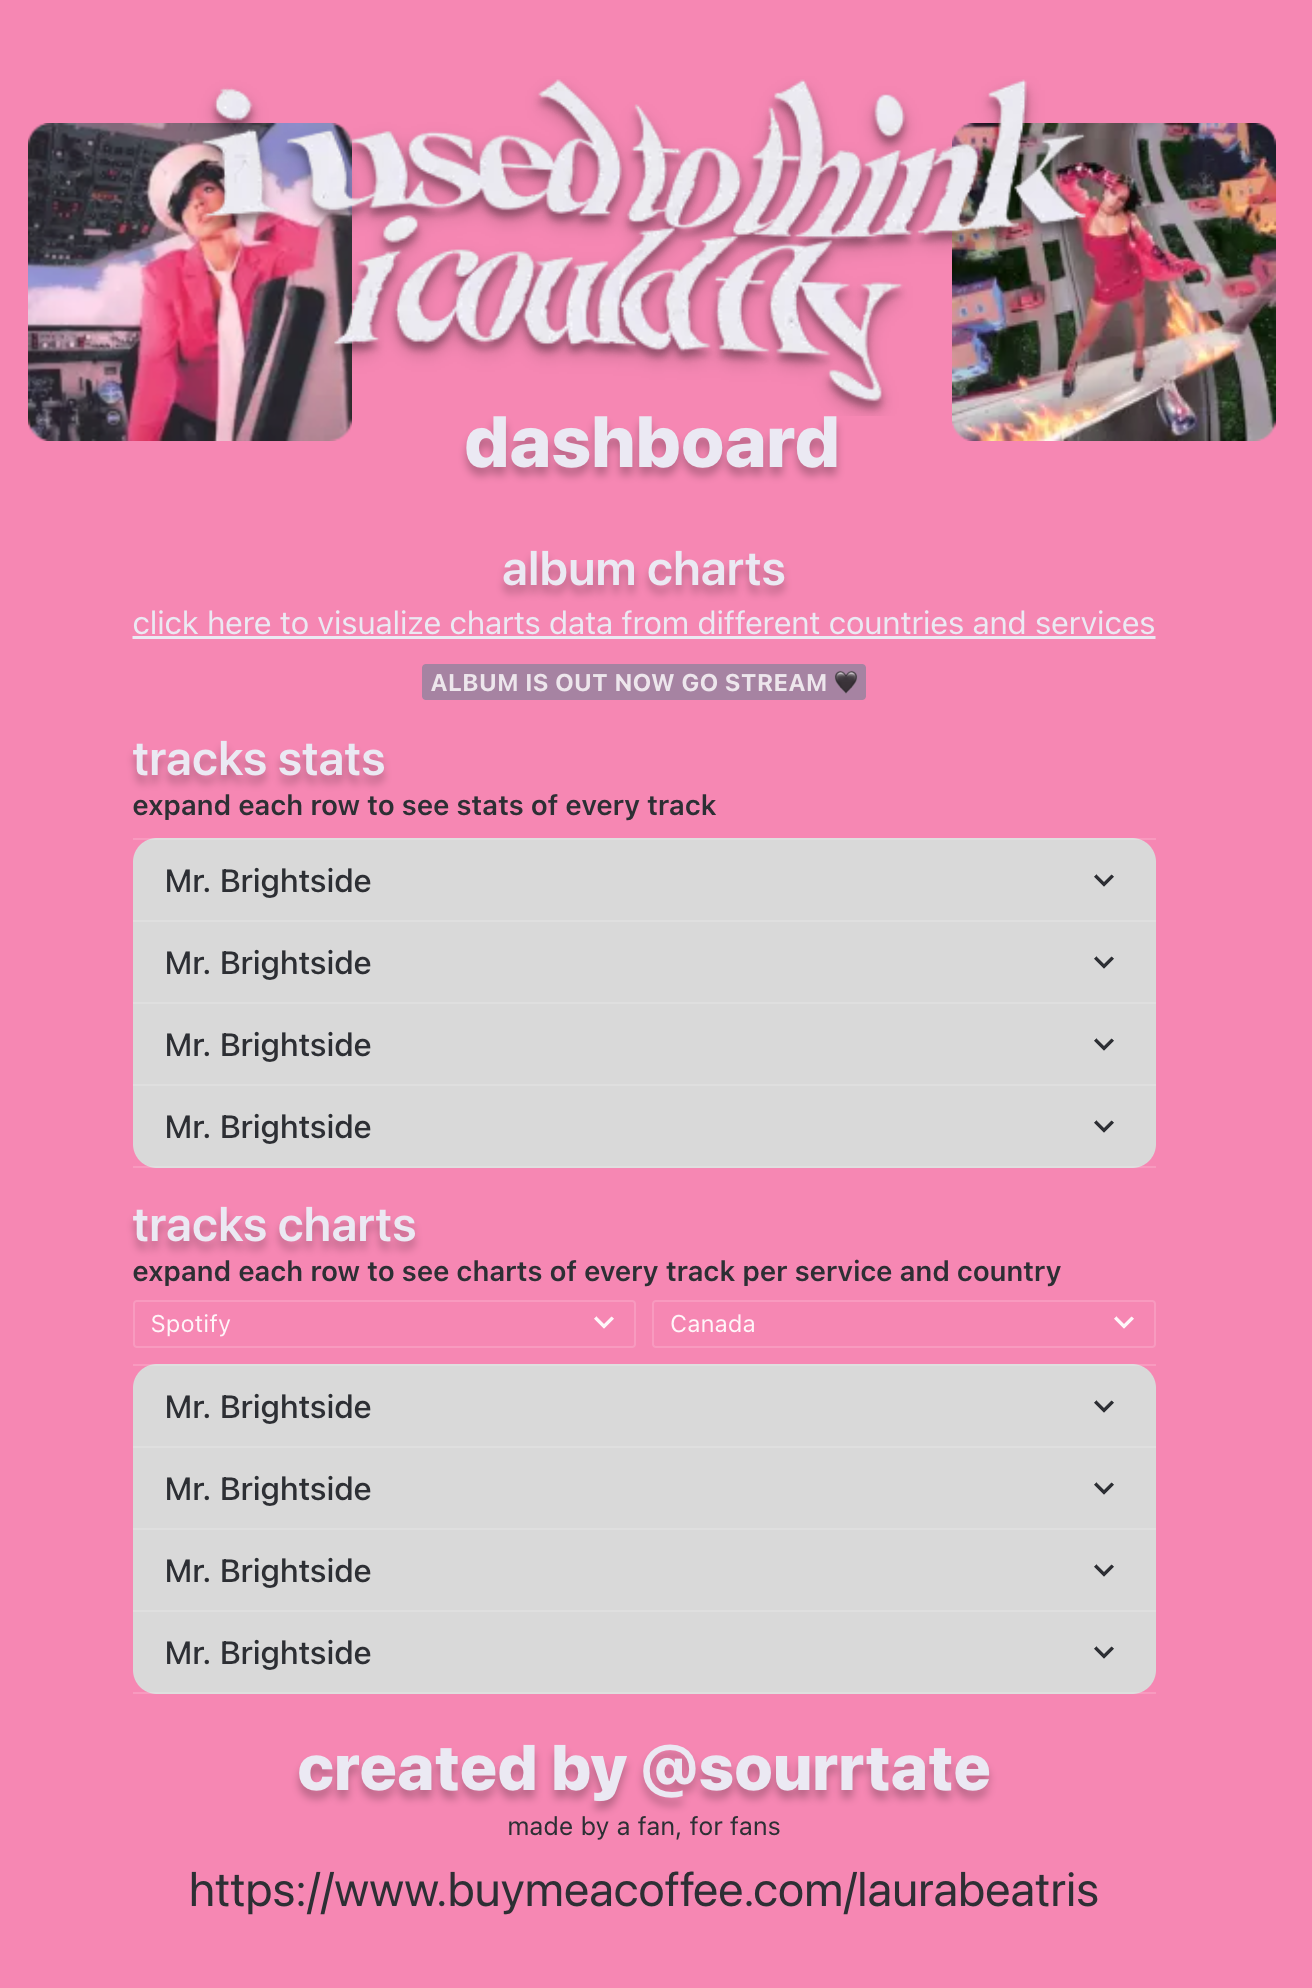 i used to think
i could fly
dashboard
album charts
click here to visualize charts data from different countries and services
ALBUM IS OUT NOW GO STREAM 🖤
tracks stats
expand each row to see stats of every track
Mr. Brightside
Mr. Brightside
Mr. Brightside
Mr. Brightside
tracks charts
expand each row to see charts of every track per service and country
Spotify
Canada
Mr. Brightside
Mr. Brightside
Mr. Brightside
Mr. Brightside
created by @sourrtate
made by a fan, for fans
https://www.buymeacoffee.com/laurabeatris